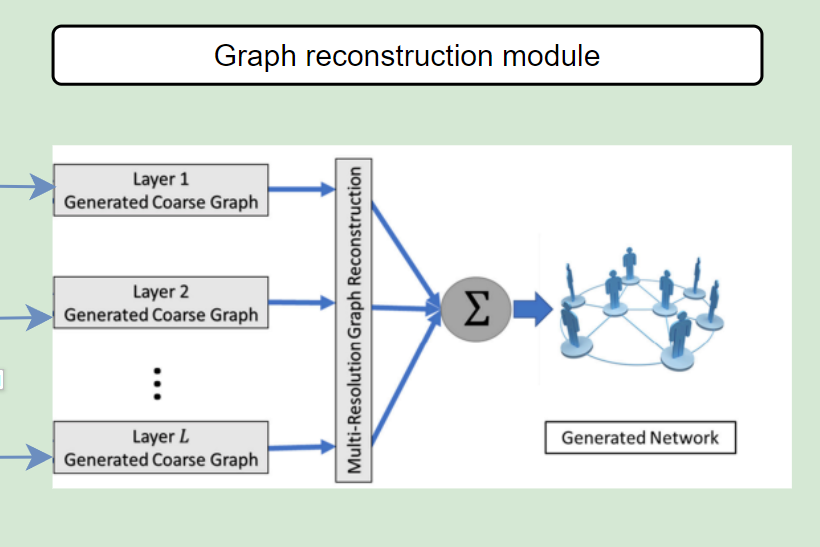 Graph reconstruction module
Layer 1
Generated Coarse Graph
Layer 2
Generated Coarse Graph
⋮
Layer L
Generated Coarse Graph
Multi-Resolution Graph Reconstruction
Σ
Generated Network